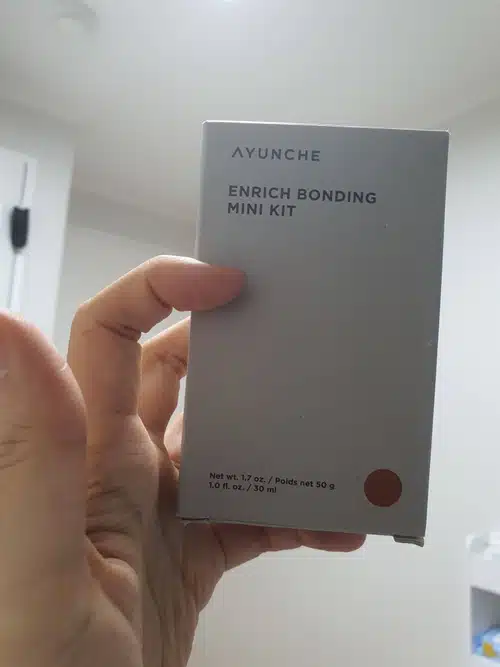 AYUNCHE
ENRICH BONDING
MINI KIT
Net wt. 1.7 oz. / Poids net 50 g
1.0 fl. oz. / 30 ml